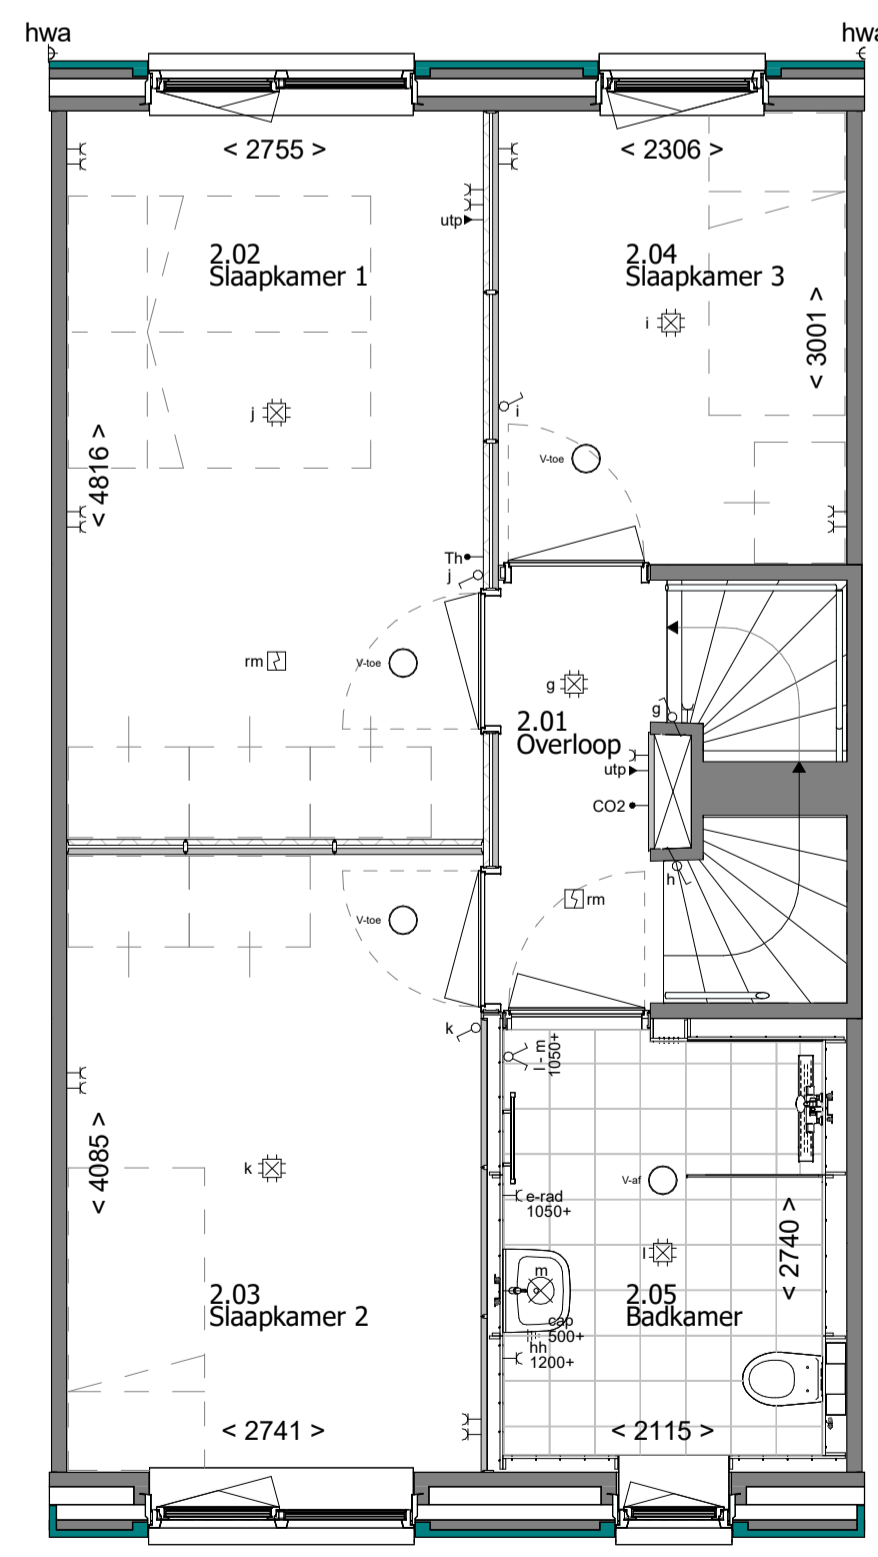 hwa
hwa
< 2755 >
< 2306 >
utp
2.02
Slaapkamer 1
2.04
Slaapkamer 3
i
< 3001 >
j
i
< 4816 >
V-toe
Th
j
rm
V-toe
g
2.01
Overloop
g
utp
CO2
h
rm
V-toe
k
l - m
1050+
< 4085 >
k
V-af
e-rad
1050+
< 2740 >
l
m
2.03
Slaapkamer 2
2.05
Badkamer
cap
500+
hh
1200+
< 2741 >
< 2115 >